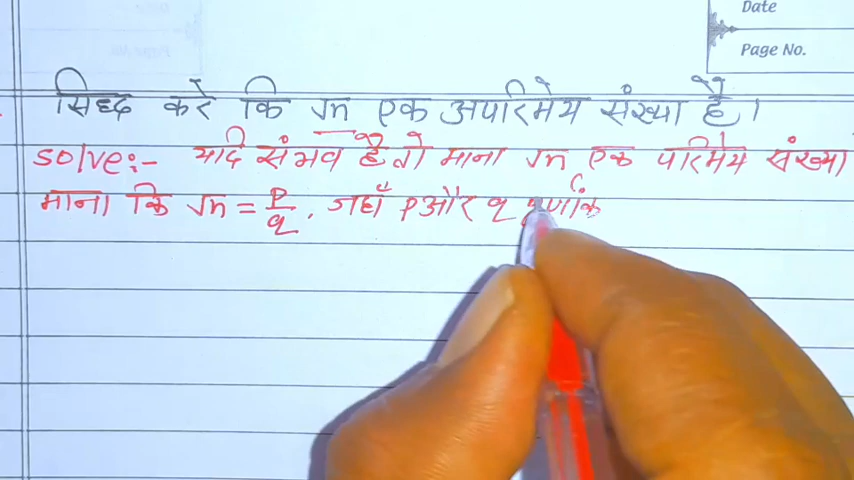 Date
Page No.
सिध्द करे कि √n एक अपरिमेय संख्या है।
solve:- यदि संभव है तो माना √n एक परिमेय संख्या
माना कि √n = p/q . जहाँ p और q पूर्णांक